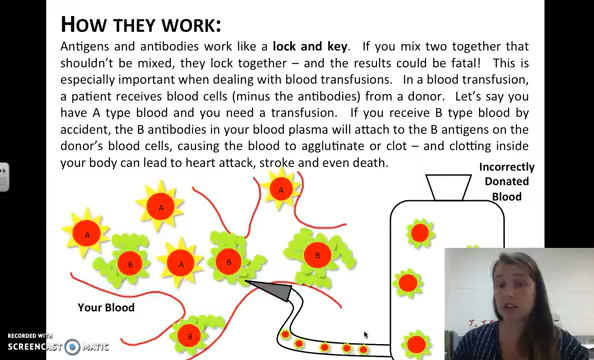 HOW THEY WORK:
Antigens and antibodies work like a lock and key. If you mix two together that
shouldn't be mixed, they lock together – and the results could be fatal! This is
especially important when dealing with blood transfusions. In a blood transfusion,
a patient receives blood cells (minus the antibodies) from a donor. Let's say you
have A type blood and you need a transfusion. If you receive B type blood by
accident, the B antibodies in your blood plasma will attach to the B antigens on the
donor's blood cells, causing the blood to agglutinate or clot – and clotting inside
your body can lead to heart attack, stroke and even death.
Incorrectly
Donated
Blood
A
A
A
B
A
B
B
Your Blood
B
RECORDED WITH
SCREENCAST MATIC